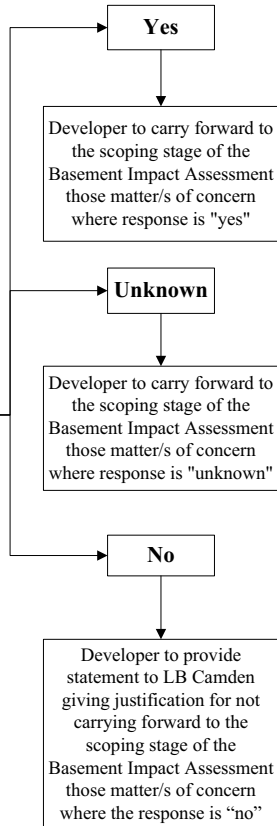 Yes
Developer to carry forward to
the scoping stage of the
Basement Impact Assessment
those matter/s of concern
where response is "yes"
Unknown
Developer to carry forward to
the scoping stage of the
Basement Impact Assessment
those matter/s of concern
where response is "unknown"
No
Developer to provide
statement to LB Camden
giving justification for not
carrying forward to the
scoping stage of the
Basement Impact Assessment
those matter/s of concern
where the response is “no”